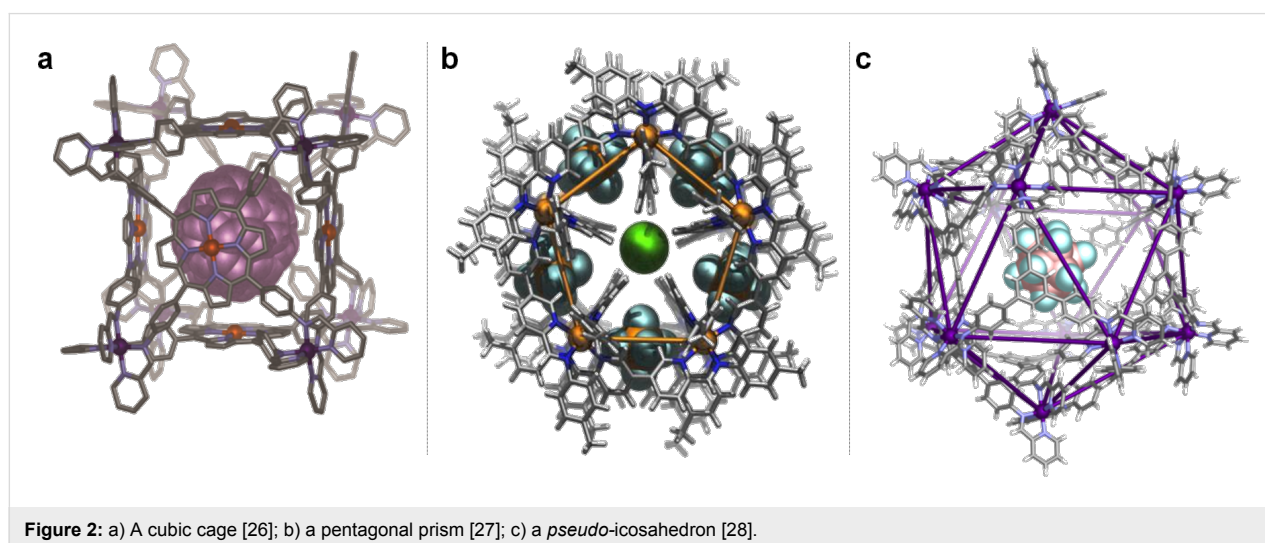 a
b
c
Figure 2: a) A cubic cage [26]; b) a pentagonal prism [27]; c) a pseudo-icosahedron [28].